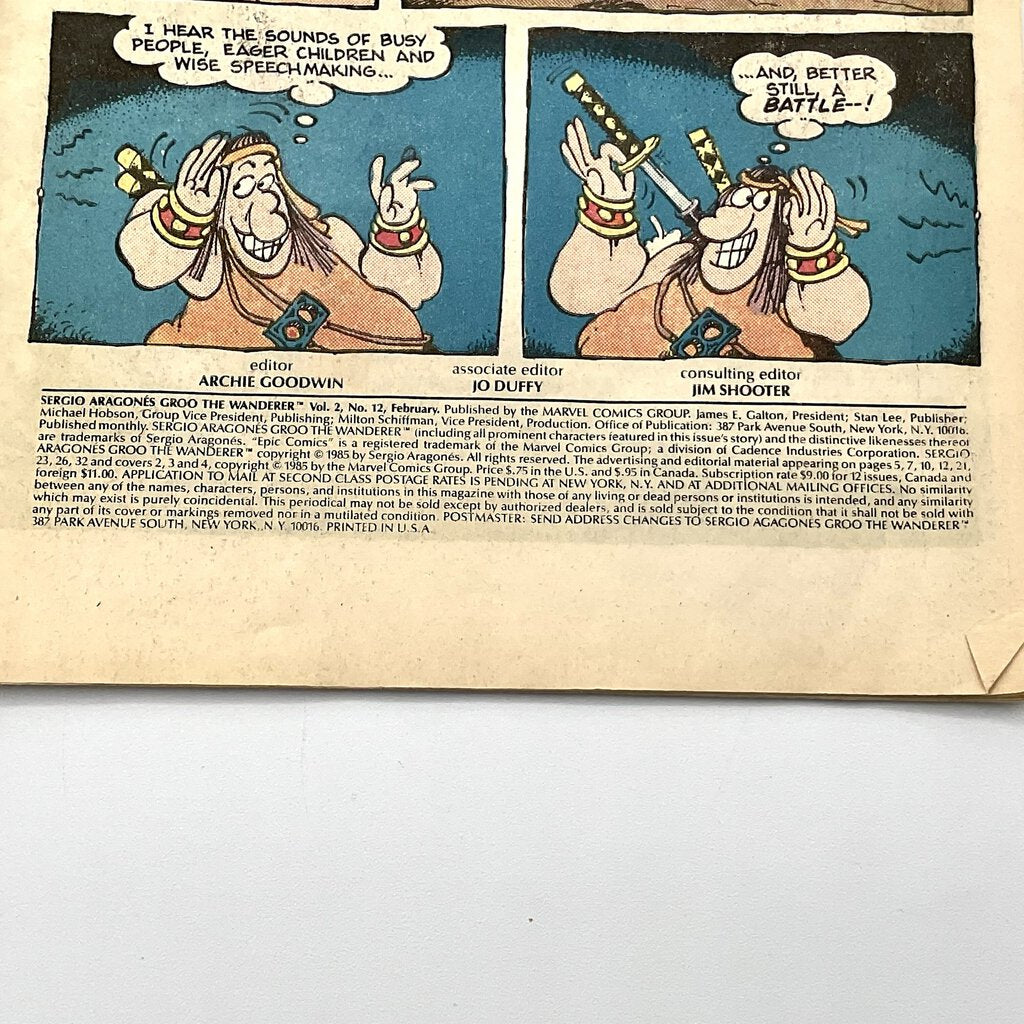 I HEAR THE SOUNDS OF BUSY
PEOPLE, EAGER CHILDREN AND
WISE SPEECHMAKING...
...AND, BETTER
STILL, A
BATTLE--!
editor
ARCHIE GOODWIN
associate editor
JO DUFFY
consulting editor
JIM SHOOTER
SERGIO ARAGONÉS GROO THE WANDERER™ Vol. 2, No. 12, February. Published by the MARVEL COMICS GROUP. James E. Galton, President; Stan Lee, Publisher;
Michael Hobson, Group Vice President, Publishing; Milton Schiffman, Vice President, Production. Office of Publication: 387 Park Avenue South, New York, N.Y. 10016.
Published monthly. SERGIO ARAGONÉS GROO THE WANDERER™ (including all prominent characters featured in this issue's story) and the distinctive likenesses thereof
are trademarks of Sergio Aragonés. “Epic Comics” is a registered trademark of the Marvel Comics Group; a division of Cadence Industries Corporation. SERGIO
ARAGONÉS GROO THE WANDERER™ copyright © 1985 by Sergio Aragonés. All rights reserved. The advertising and editorial material appearing on pages 5, 7, 10, 12, 21,
23, 26, 32 and covers 2, 3 and 4, copyright © 1985 by the Marvel Comics Group. Price $.75 in the U.S. and $.95 in Canada. Subscription rate $9.00 for 12 issues, Canada and
foreign $11.00. APPLICATION TO MAIL AT SECOND CLASS POSTAGE RATES IS PENDING AT NEW YORK, N.Y. AND AT ADDITIONAL MAILING OFFICES. No similarity
between any of the names, characters, persons, and institutions in this magazine with those of any living or dead persons or institutions is intended, and any similarity
which may exist is purely coincidental. This periodical may not be sold except by authorized dealers, and is sold subject to the condition that it shall not be sold with
any part of its cover or markings removed nor in a mutilated condition. POSTMASTER: SEND ADDRESS CHANGES TO SERGIO AGAGONES GROO THE WANDERER™
387 PARK AVENUE SOUTH, NEW YORK, N.Y. 10016. PRINTED IN U.S.A.